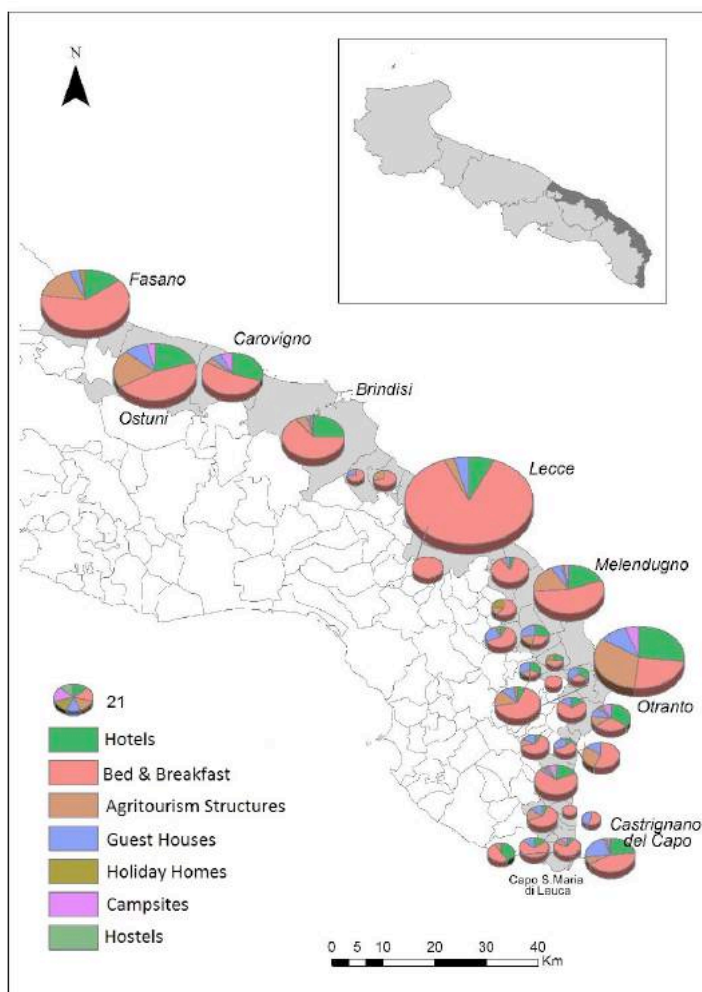 N
Fasano
Carovigno
Ostuni
Brindisi
Lecce
Melendugno
Otranto
Castrignano
del Capo
Capo S.Maria
di Leuca
21
Hotels
Bed & Breakfast
Agritourism Structures
Guest Houses
Holiday Homes
Campsites
Hostels
0 5 10 20 30 40
Km